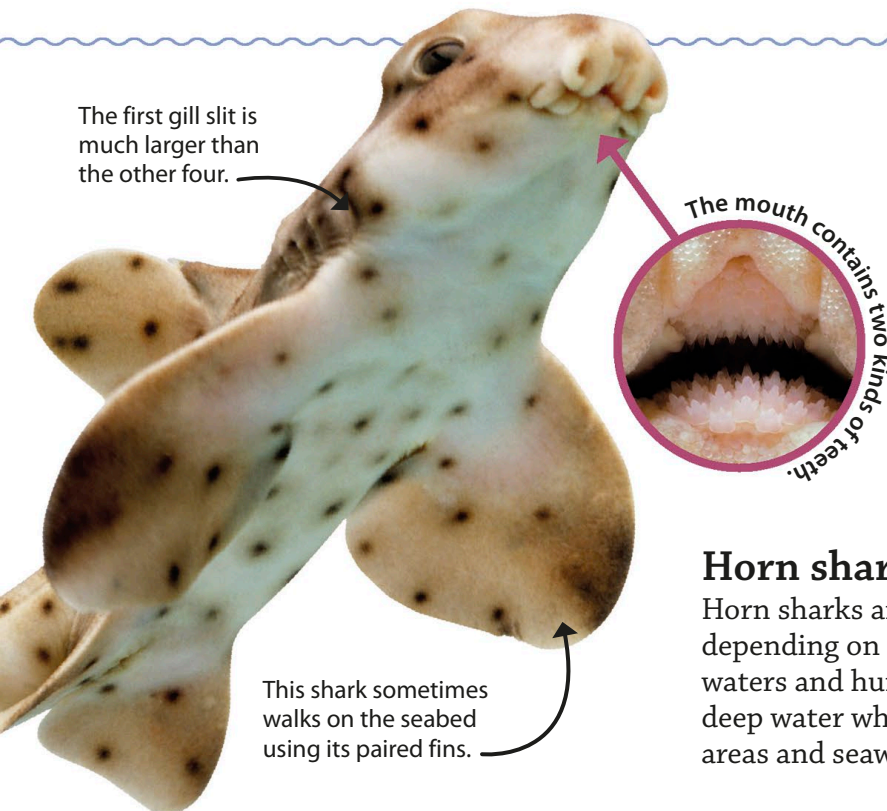 The first gill slit is
much larger than
the other four.
The mouth contains two kinds of teeth.
This shark sometimes
walks on the seabed
using its paired fins.
Horn shar
Horn sharks a
depending on
waters and hu
deep water wh
areas and seaw